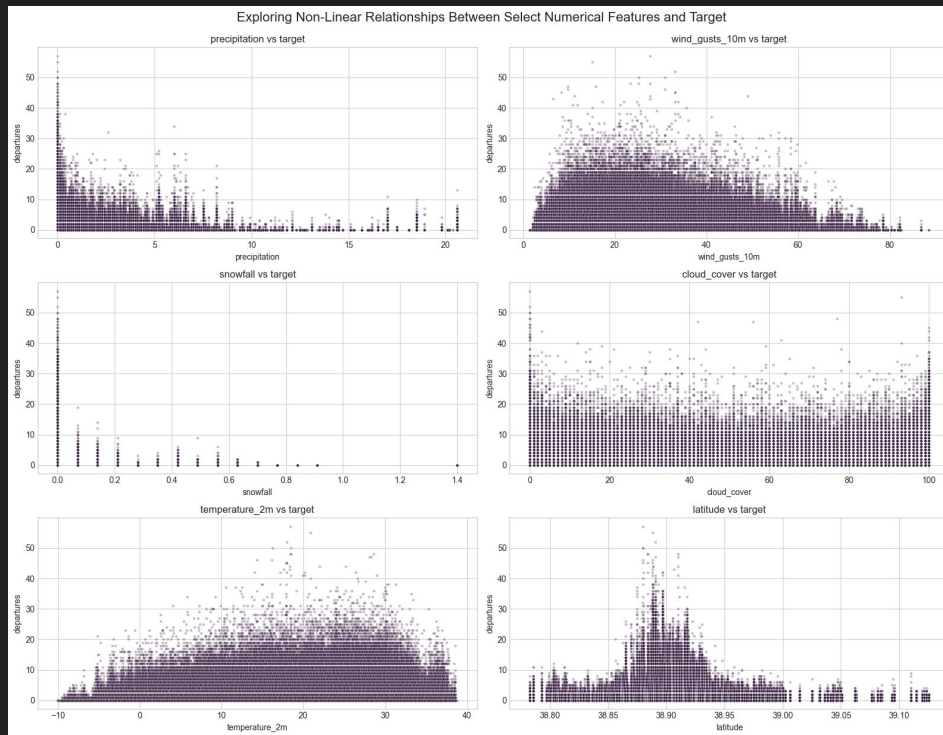 Exploring Non-Linear Relationships Between Select Numerical Features and Target
precipitation vs target
departures
50
40
30
20
10
0
0 5 10 15 20
precipitation
wind_gusts_10m vs target
departures
50
40
30
20
10
0
0 20 40 60 80
wind_gusts_10m
snowfall vs target
departures
50
40
30
20
10
0
0.0 0.2 0.4 0.6 0.8 1.0 1.2 1.4
snowfall
cloud_cover vs target
departures
50
40
30
20
10
0
0 20 40 60 80 100
cloud_cover
temperature_2m vs target
departures
50
40
30
20
10
0
−10 0 10 20 30 40
temperature_2m
latitude vs target
departures
50
40
30
20
10
0
38.80 38.85 38.90 38.95 39.00 39.05 39.10
latitude